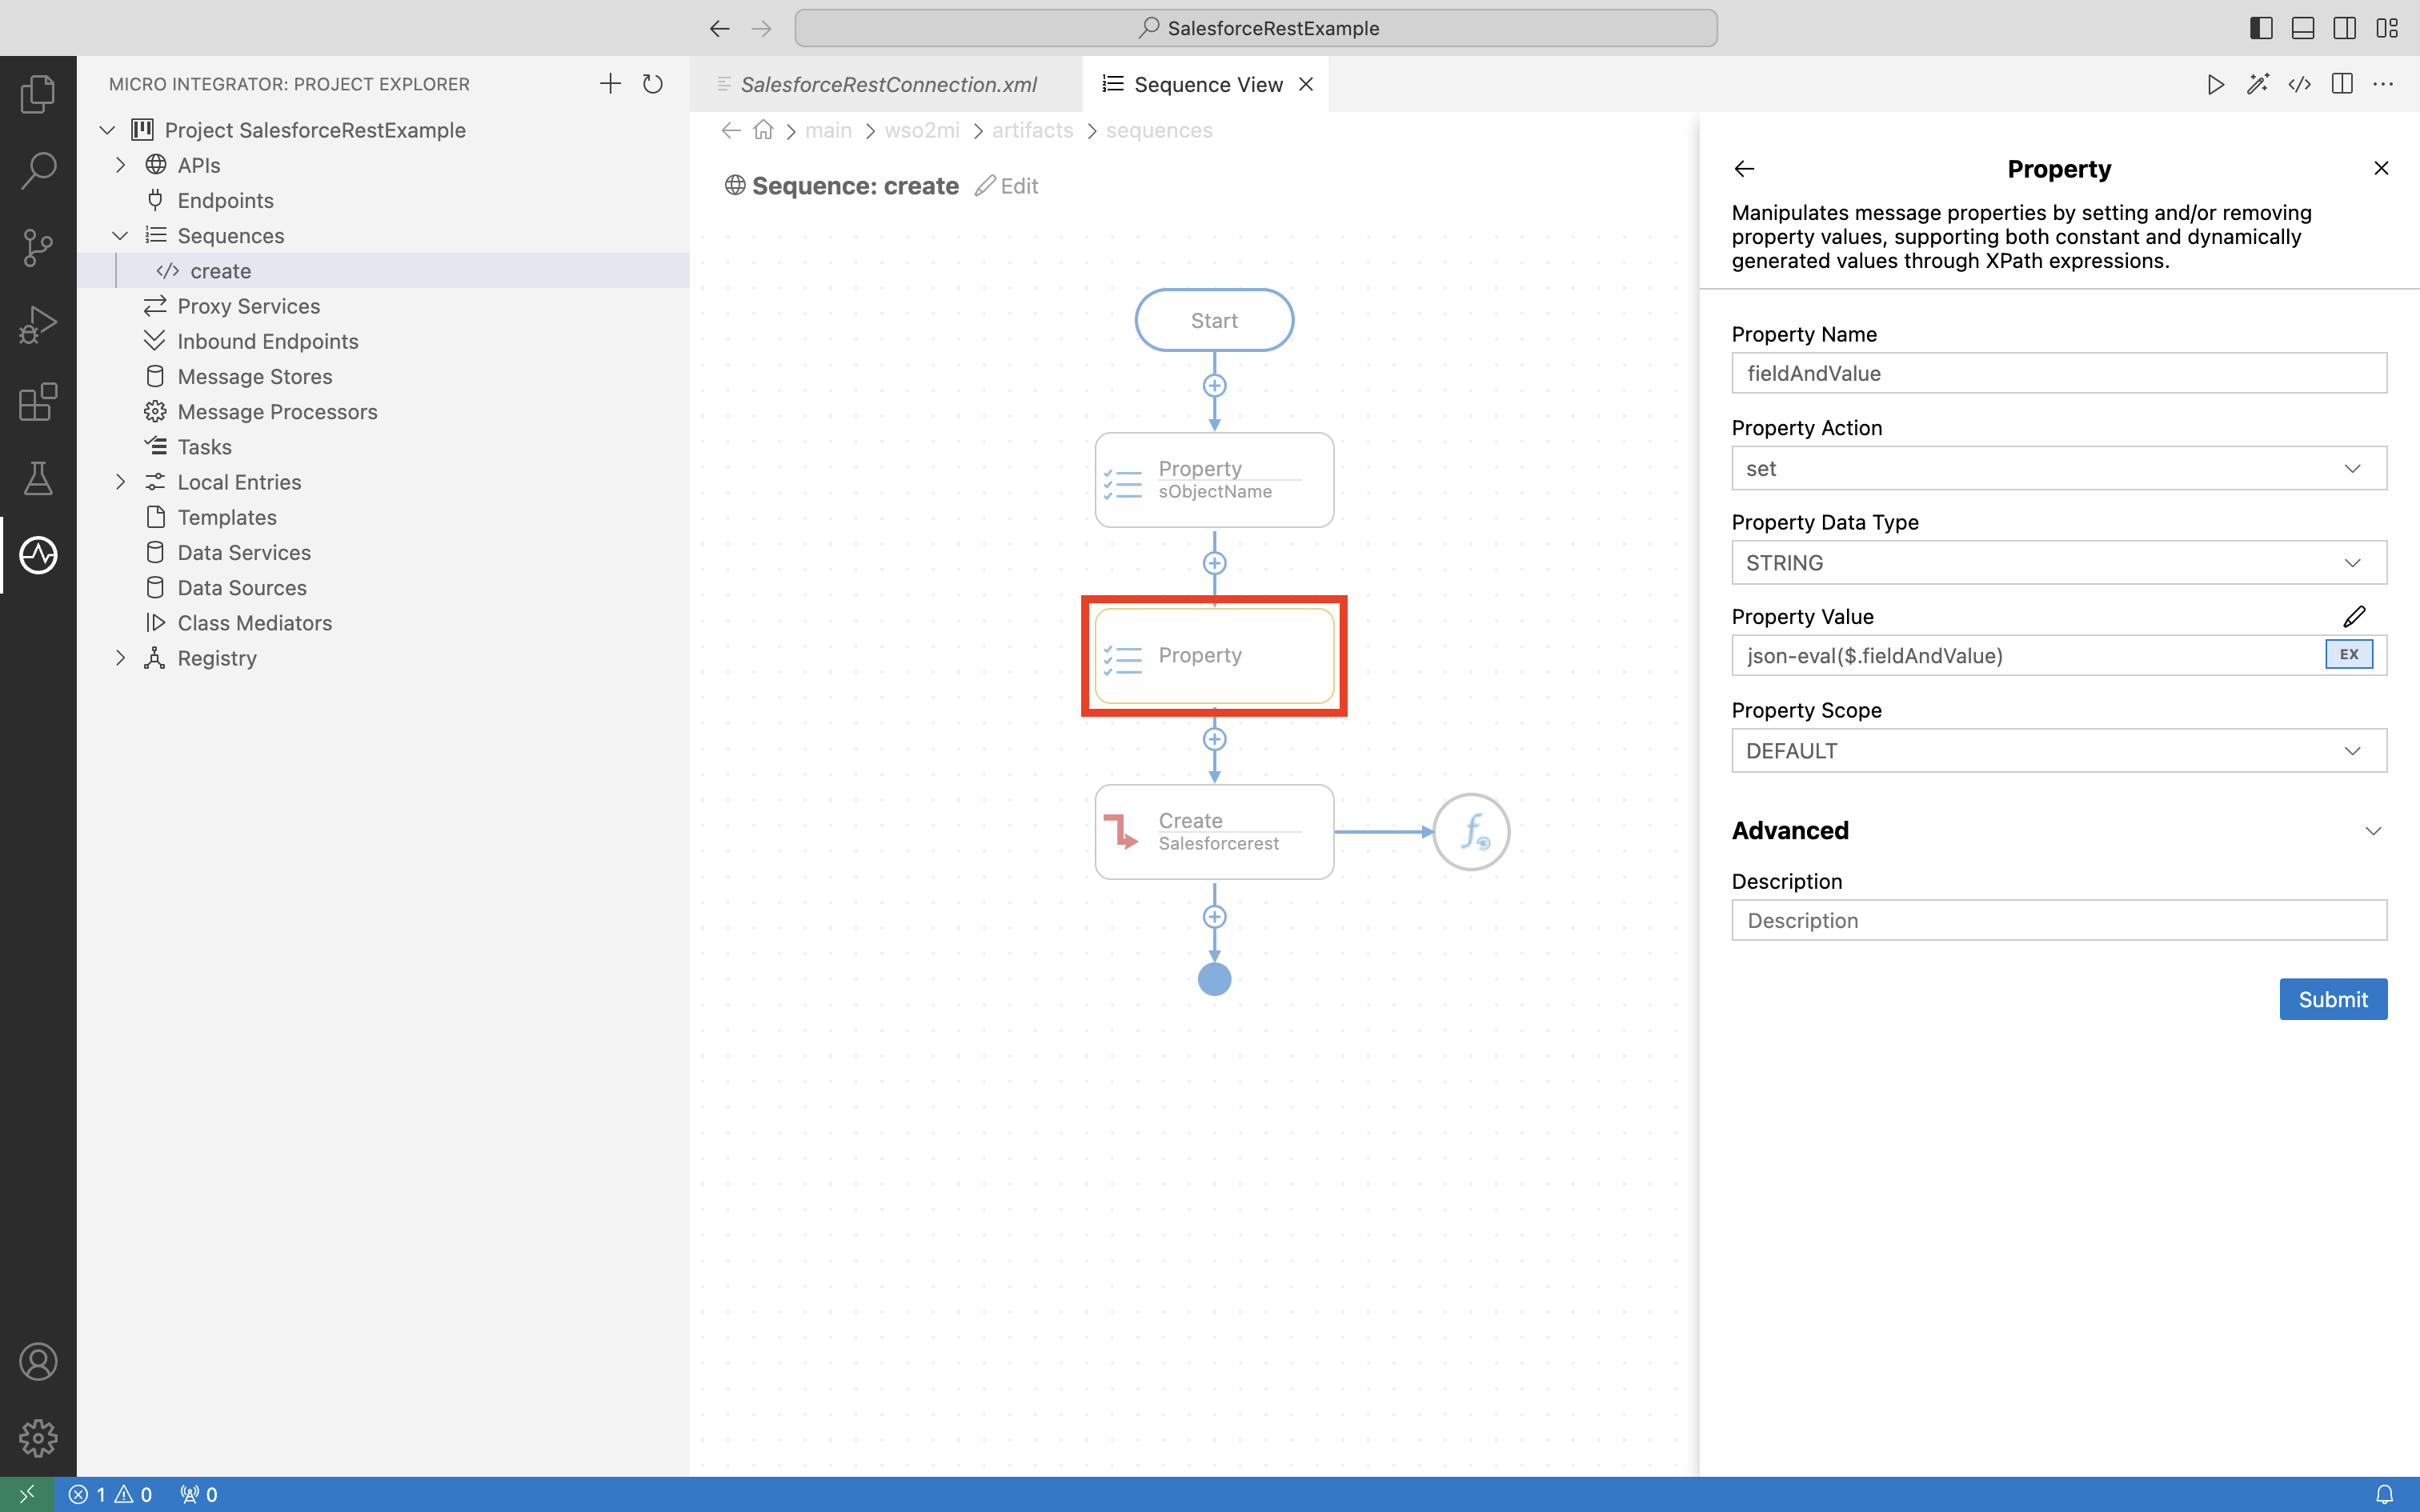 SalesforceRestExample
MICRO INTEGRATOR: PROJECT EXPLORER
Project SalesforceRestExample
APIs
Endpoints
Sequences
create
Proxy Services
Inbound Endpoints
Message Stores
Message Processors
Tasks
Local Entries
Templates
Data Services
Data Sources
Class Mediators
Registry
SalesforceRestConnection.xml
Sequence View
main > wso2mi > artifacts > sequences
Sequence: create Edit
Start
Property
sObjectName
Property
Create
Salesforcerest
Property
Manipulates message properties by setting and/or removing
property values, supporting both constant and dynamically
generated values through XPath expressions.
Property Name
fieldAndValue
Property Action
set
Property Data Type
STRING
Property Value
json-eval($.fieldAndValue)
EX
Property Scope
DEFAULT
Advanced
Description
Description
Submit
1 0 0